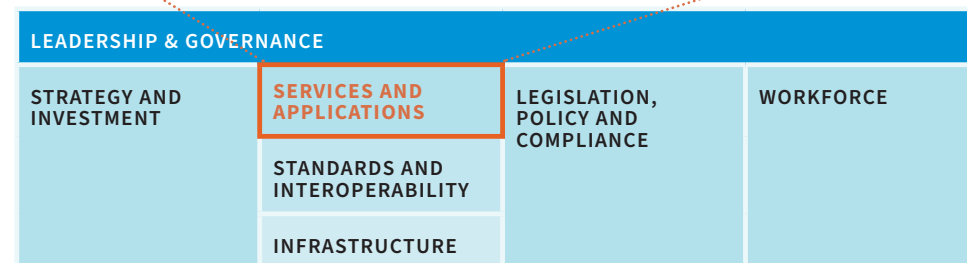 LEADERSHIP & GOVERNANCE
STRATEGY AND
INVESTMENT
SERVICES AND
APPLICATIONS
STANDARDS AND
INTEROPERABILITY
INFRASTRUCTURE
LEGISLATION,
POLICY AND
COMPLIANCE
WORKFORCE